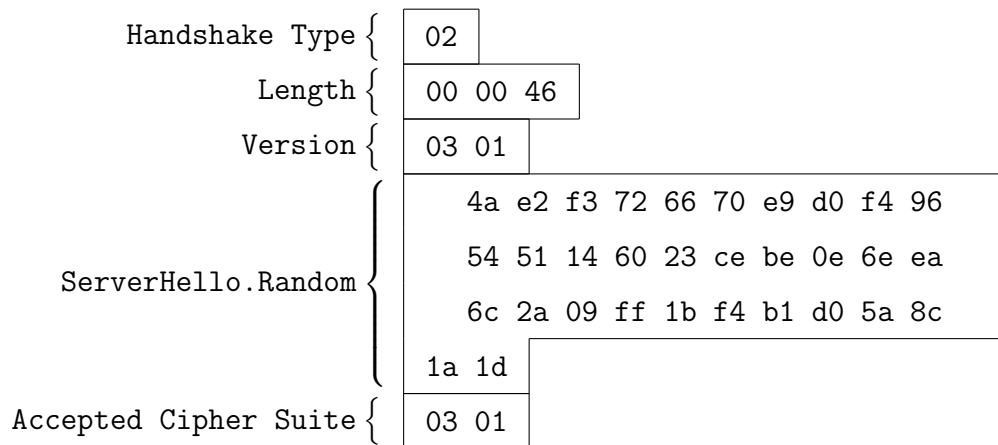 Handshake Type { 02
Length { 00 00 46
Version { 03 01
4a e2 f3 72 66 70 e9 d0 f4 96
54 51 14 60 23 ce be 0e 6e ea
ServerHello.Random {
6c 2a 09 ff 1b f4 b1 d0 5a 8c
1a 1d
Accepted Cipher Suite { 03 01